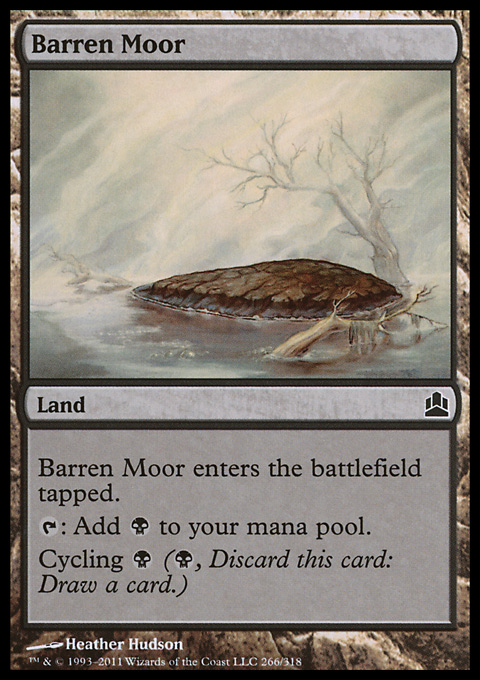 Barren Moor
Land
Barren Moor enters the battlefield
tapped.
: Add to your mana pool.
Cycling (, Discard this card:
Draw a card.)
Heather Hudson
™ & © 1993–2011 Wizards of the Coast LLC 266/318